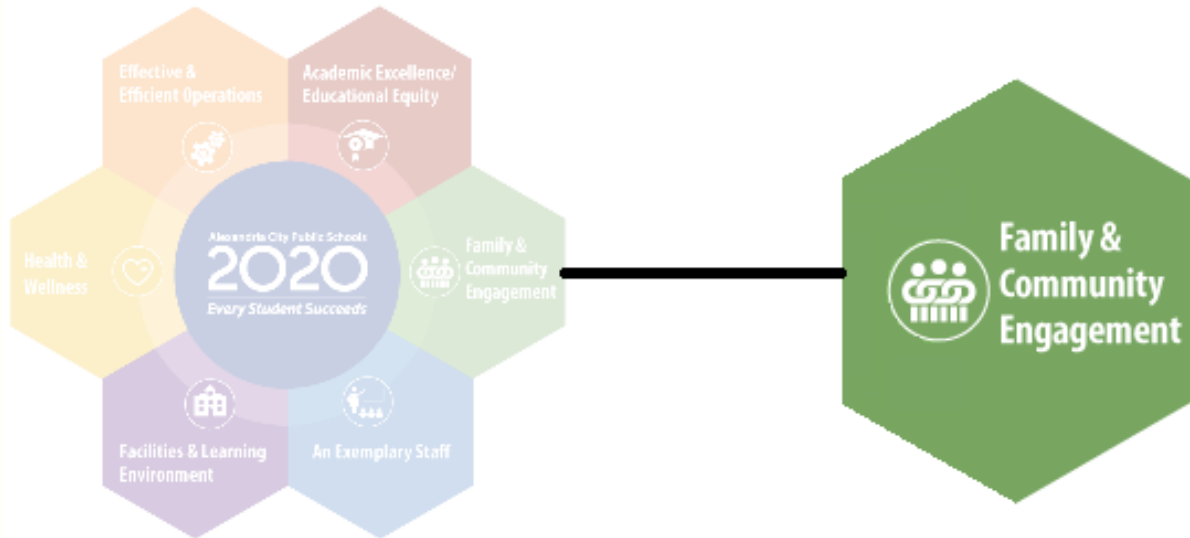 Effective &
Efficient Operations
Academic Excellence/
Educational Equity
Health &
Wellness
Alexandria City Public Schools
2020
Every Student Succeeds
Family &
Community
Engagement
Facilities & Learning
Environment
An Exemplary Staff
Family &
Community
Engagement